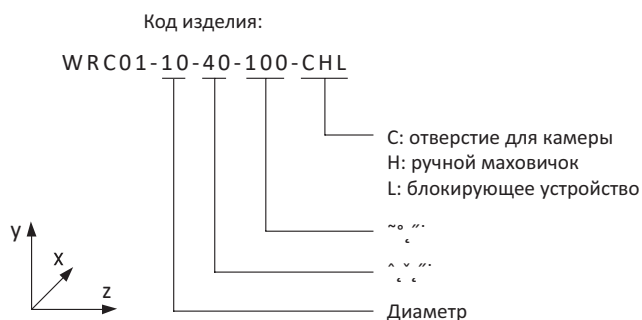 Код изделия:
WRC01-10-40-100-CHL
C: отверстие для камеры
H: ручной маховичок
L: блокирующее устройство
Диаметр
y
x
z